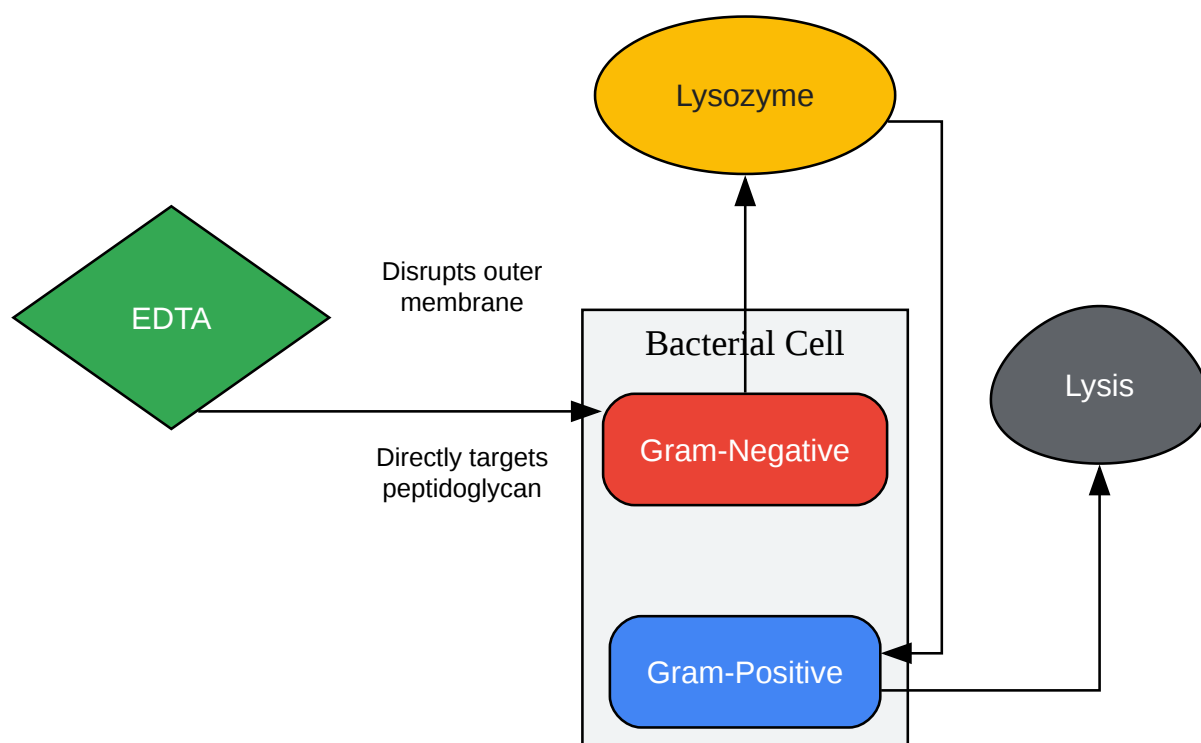 Lysozyme
Disrupts outer
membrane
EDTA
Bacterial Cell
Lysis
Gram-Negative
Directly targets
peptidoglycan
Gram-Positive